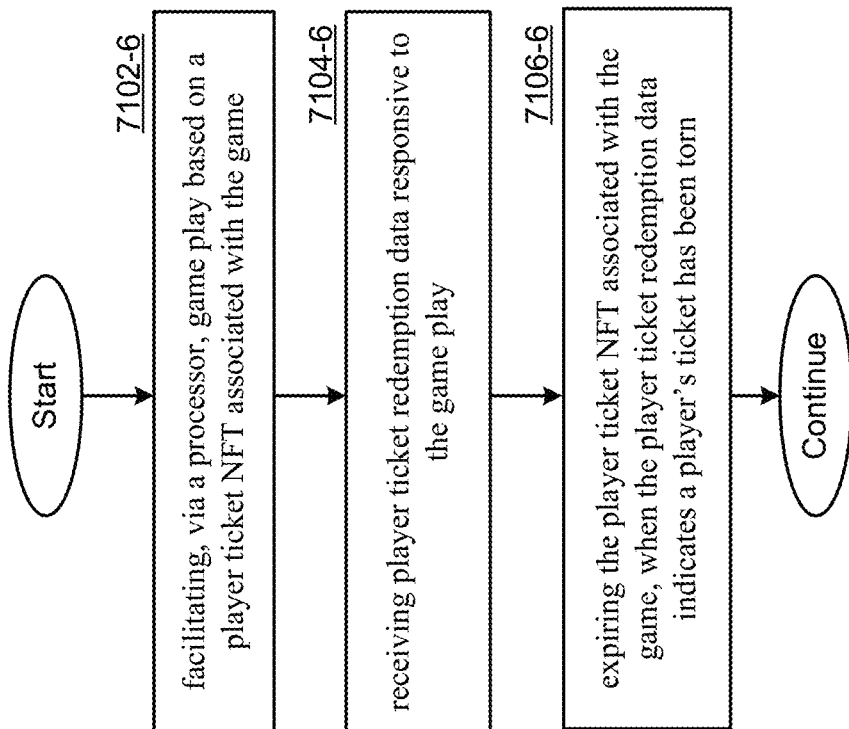 Start
7102-6
facilitating, via a processor, game play based on a
player ticket NFT associated with the game
7104-6
receiving player ticket redemption data responsive to
the game play
7106-6
expiring the player ticket NFT associated with the
game, when the player ticket redemption data
indicates a player's ticket has been torn
Continue